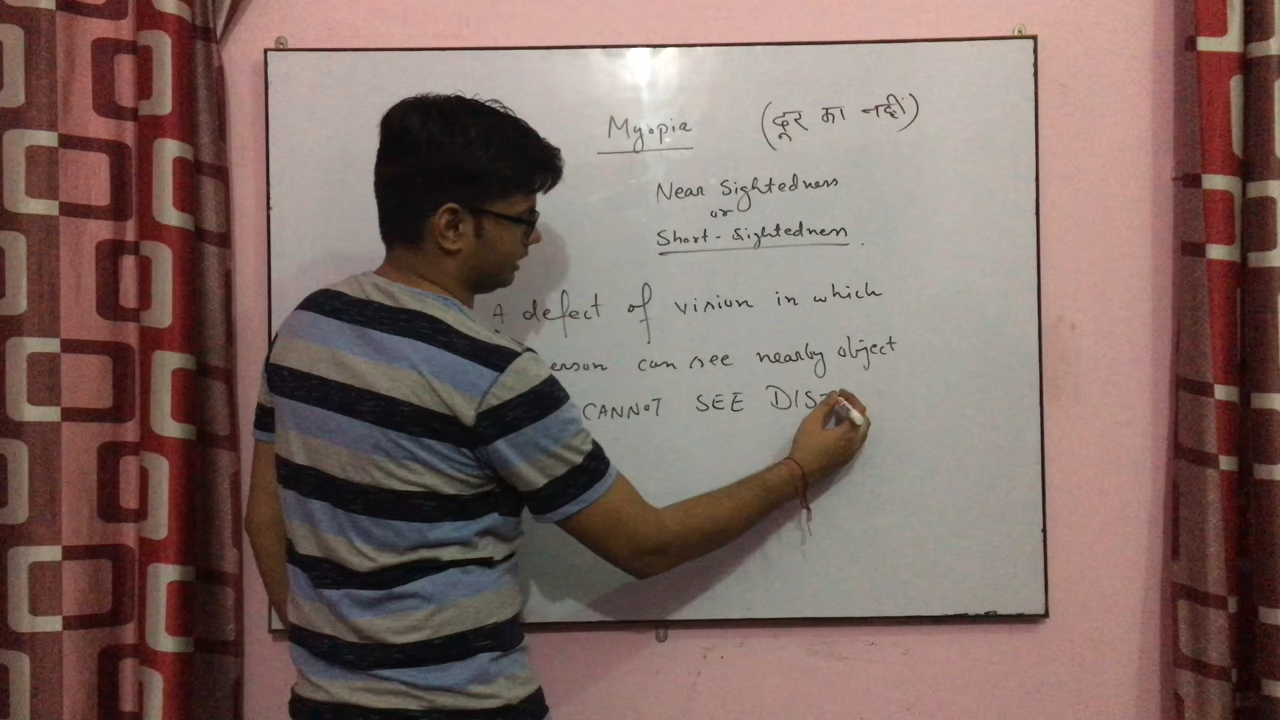 Myopia (दूर का नहीं)
Near Sightedness
or
Short-Sightedness.
A defect of vision in which
erson can see nearby object
CANNOT SEE DIST